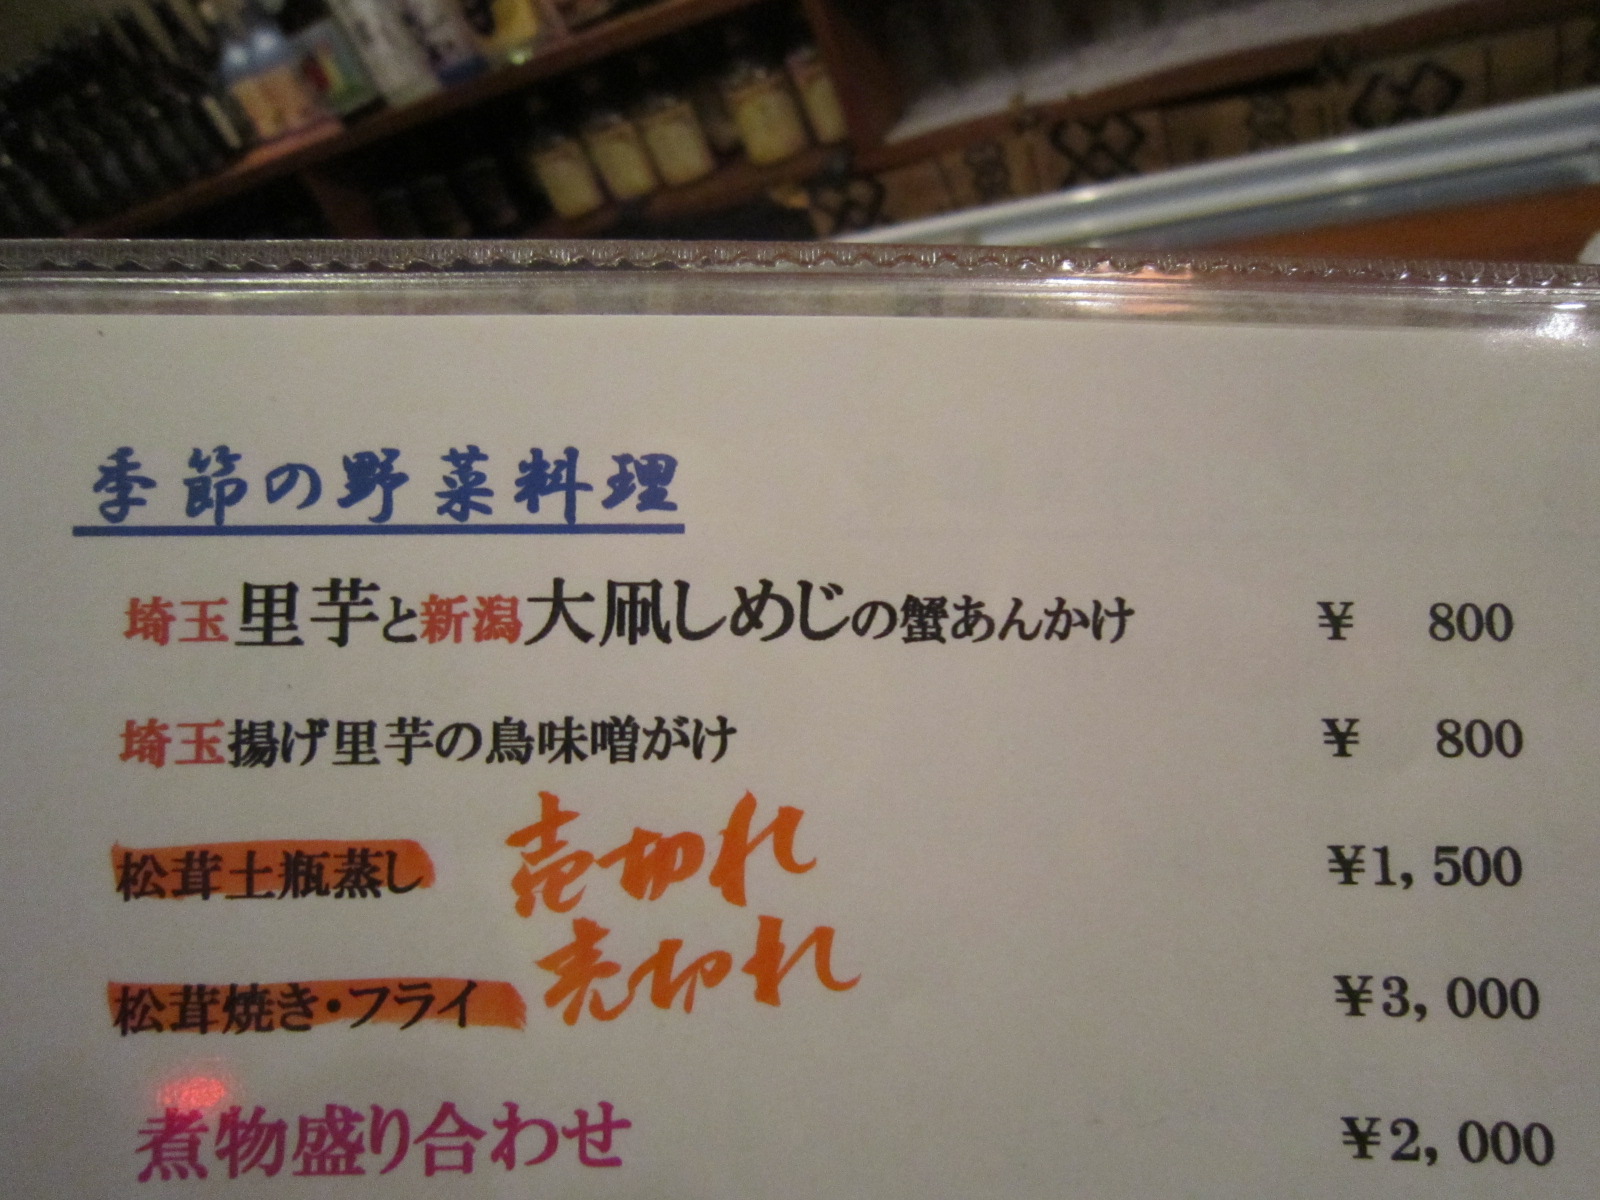 季節の野菜料理
埼玉里芋と新潟大凧しめじの蟹あんかけ ¥ 800
埼玉揚げ里芋の鳥味噌がけ ¥ 800
松茸土瓶蒸し 売切れ ¥1,500
松茸焼き・フライ 売切れ ¥3,000
煮物盛り合わせ ¥2,000